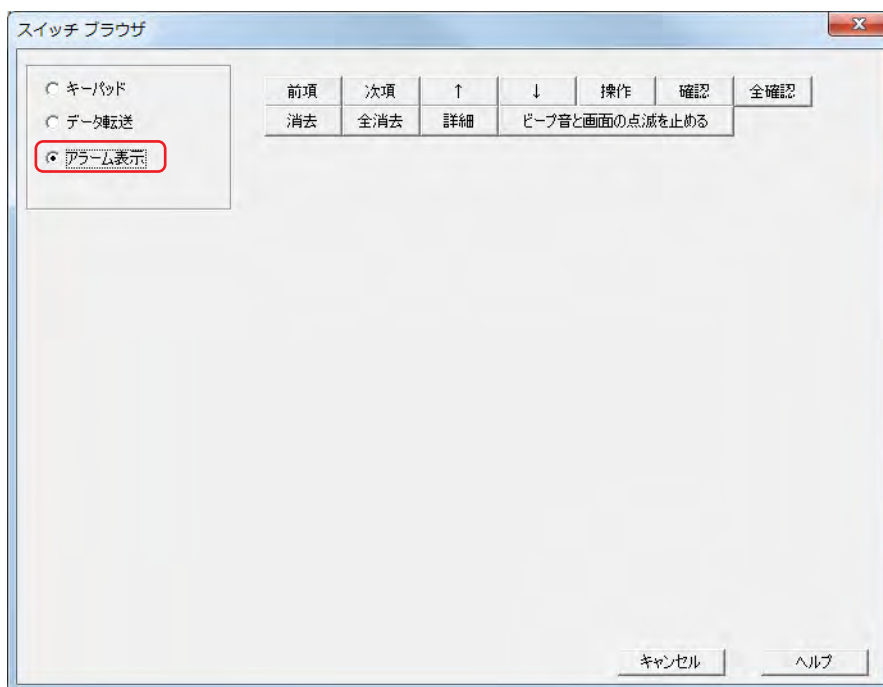 スイッチ ブラウザ
キーパッド
データ転送
アラーム表示
前項 次項 ↑ ↓ 操作 確認 全確認
消去 全消去 詳細 ビープ音と画面の点滅を止める
キャンセル ヘルプ